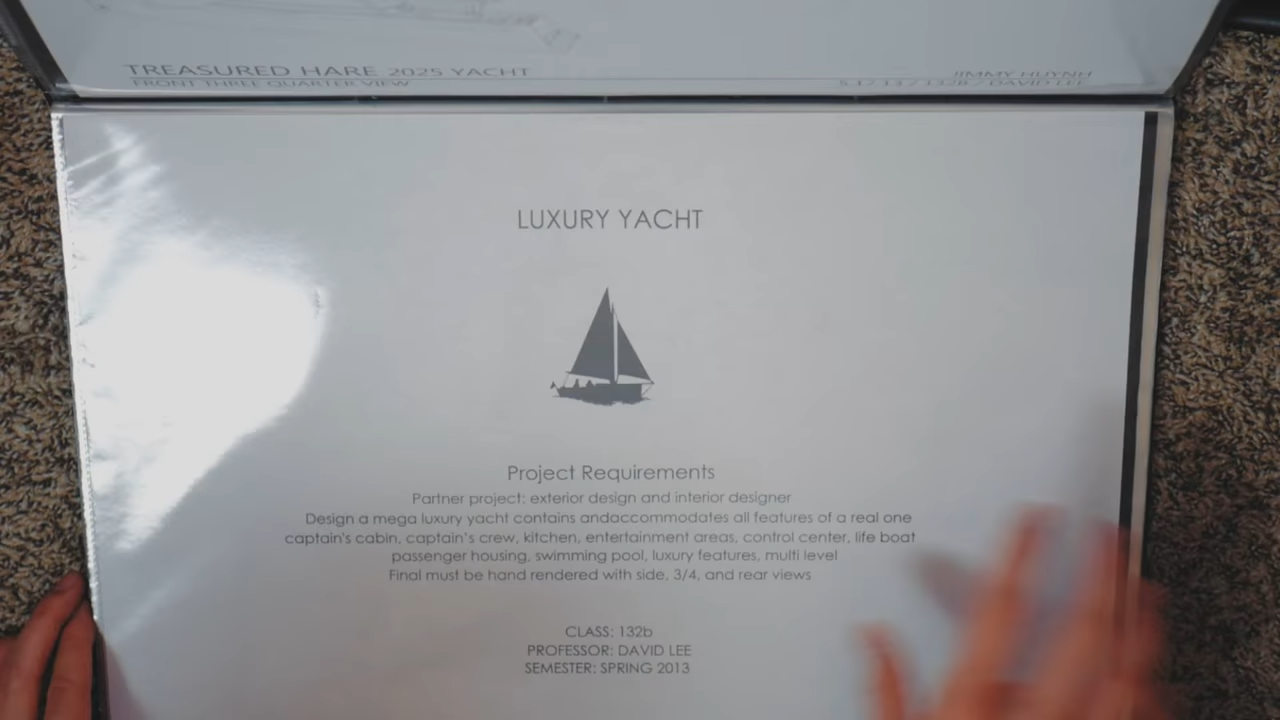 TREASURED HARE 2025 YACHT
JIMMY HUYNH
FRONT THREE QUARTER VIEW
/ DAVID LEE
LUXURY YACHT
Project Requirements
Partner project: exterior design and interior designer
Design a mega luxury yacht contains andaccommodates all features of a real one
captain's cabin, captain's crew, kitchen, entertainment areas, control center, life boat
passenger housing, swimming pool, luxury features, multi level
Final must be hand rendered with side, 3/4, and rear views
CLASS: 132b
PROFESSOR: DAVID LEE
SEMESTER: SPRING 2013